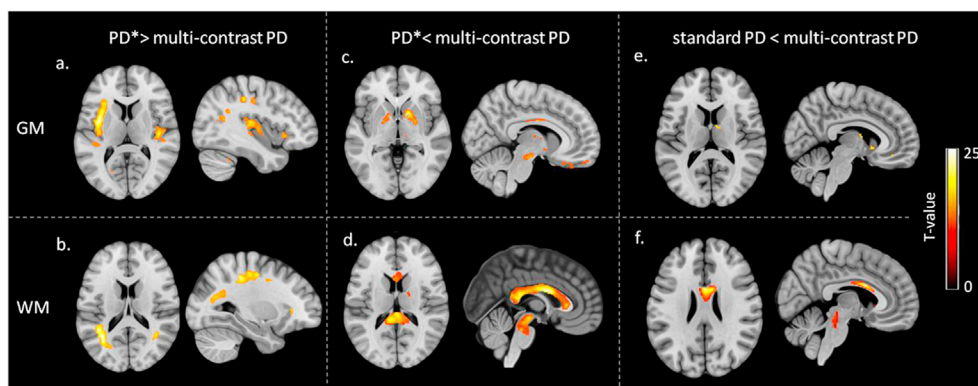 PD*> multi-contrast PD
PD*< multi-contrast PD
standard PD < multi-contrast PD
a.
c.
e.
GM
25
T-value
0
b.
d.
f.
WM